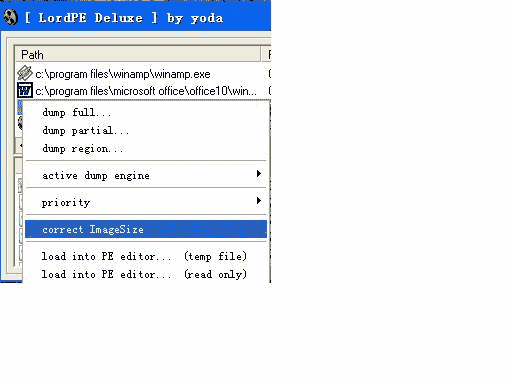 [ LordPE Deluxe ] by yoda
Path
c:\program files\winamp\winamp.exe
c:\program files\microsoft office\office10\win...
dump full...
dump partial...
dump region...
active dump engine
priority
correct ImageSize
load into PE editor... (temp file)
load into PE editor... (read only)